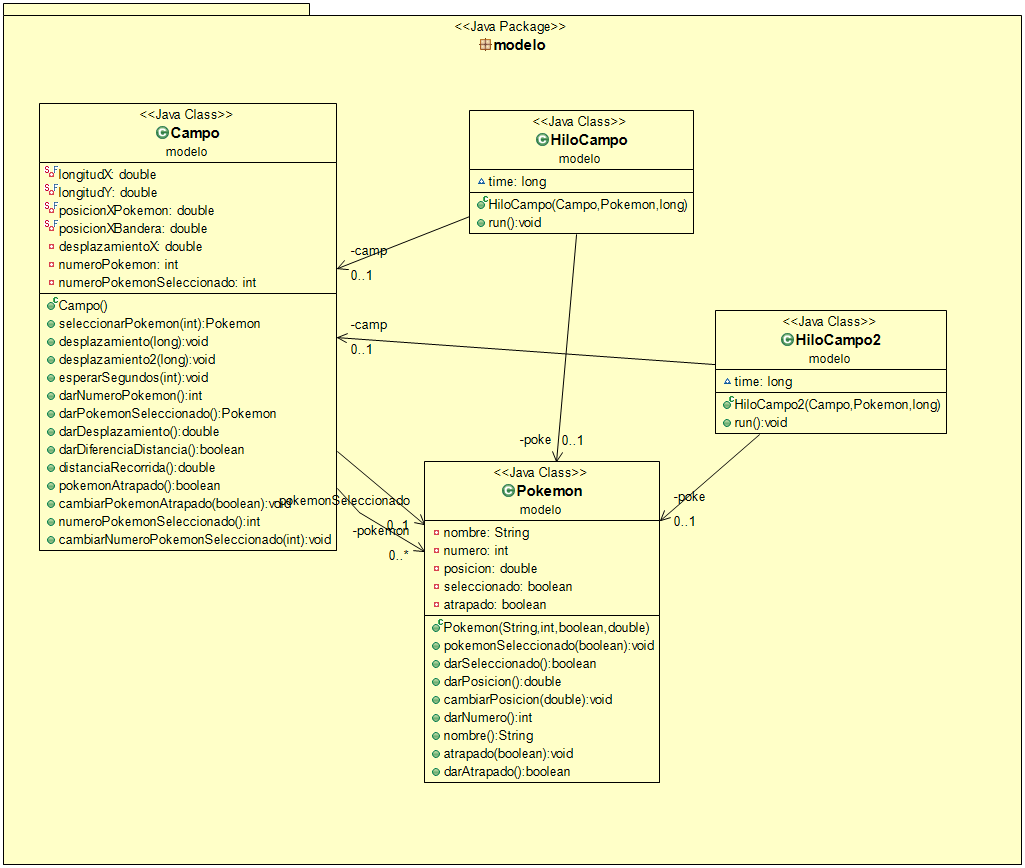 <<Java Package>>
modelo
<<Java Class>>
Campo
modelo
longitudX: double
longitudY: double
posicionXPokemon: double
posicionXBandera: double
desplazamientoX: double
numeroPokemon: int
numeroPokemonSeleccionado: int
Campo()
seleccionarPokemon(int):Pokemon
desplazamiento(long):void
desplazamiento2(long):void
esperarSegundos(int):void
darNumeroPokemon():int
darPokemonSeleccionado():Pokemon
darDesplazamiento():double
darDiferenciaDistancia():boolean
distanciaRecorrida():double
pokemonAtrapado():boolean
cambiarPokemonAtrapado(boolean):void
numeroPokemonSeleccionado():int
cambiarNumeroPokemonSeleccionado(int):void
<<Java Class>>
HiloCampo
modelo
time: long
HiloCampo(Campo,Pokemon,long)
run():void
-camp
0..1
-camp
0..1
<<Java Class>>
HiloCampo2
modelo
time: long
HiloCampo2(Campo,Pokemon,long)
run():void
-poke 0..1
-poke
0..1
-pokemonSeleccionado
0..1
-pokemon
0..*
<<Java Class>>
Pokemon
modelo
nombre: String
numero: int
posicion: double
seleccionado: boolean
atrapado: boolean
Pokemon(String,int,boolean,double)
pokemonSeleccionado(boolean):void
darSeleccionado():boolean
darPosicion():double
cambiarPosicion(double):void
darNumero():int
nombre():String
atrapado(boolean):void
darAtrapado():boolean